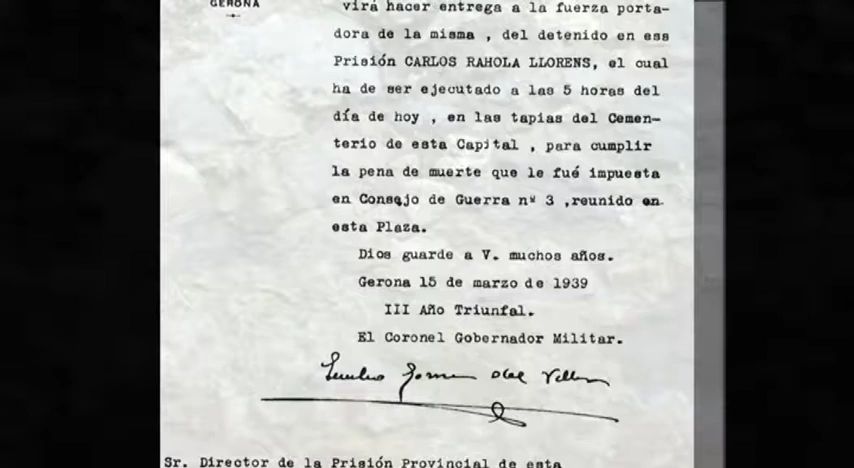 GERONA
virá hacer entrega a la fuerza porta-
dora de la misma , del detenido en esa
Prisión CARLOS RAHOLA LLORENS, el cual
ha de ser ejecutado a las 5 horas del
día de hoy , en las tapias del Cemen-
terio de esta Capital , para cumplir
la pena de muerte que le fué impuesta
en Consejo de Guerra nº 3 ,reunido en
esta Plaza.
Dios guarde a V. muchos años.
Gerona 15 de marzo de 1939
III Año Triunfal.
El Coronel Gobernador Militar.
Sr. Director de la Prisión Provincial de esta